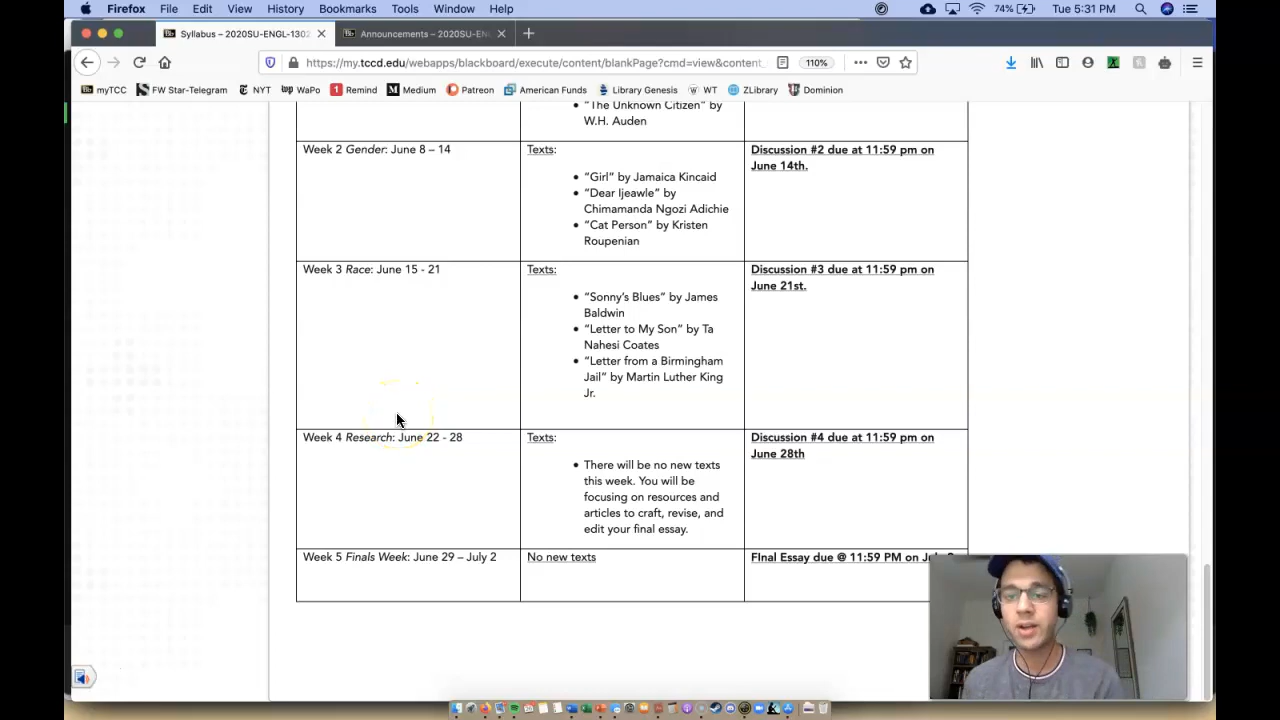 Firefox File Edit View History Bookmarks Tools Window Help 74% Tue 5:31 PM
Syllabus – 2020SU-ENGL-1302 Announcements – 2020SU-EN
https://my.tccd.edu/webapps/blackboard/execute/content/blankPage?cmd=view&content_ 110%
myTCC FW Star-Telegram NYT WaPo Remind Medium Patreon American Funds Library Genesis WT ZLibrary Dominion
• “The Unknown Citizen” by
W.H. Auden
Week 2 Gender: June 8 – 14
Texts:
• “Girl” by Jamaica Kincaid
• “Dear Ijeawle” by
Chimamanda Ngozi Adichie
• “Cat Person” by Kristen
Roupenian
Discussion #2 due at 11:59 pm on
June 14th.
Week 3 Race: June 15 - 21
Texts:
• “Sonny’s Blues” by James
Baldwin
• “Letter to My Son” by Ta
Nahesi Coates
• “Letter from a Birmingham
Jail” by Martin Luther King
Jr.
Discussion #3 due at 11:59 pm on
June 21st.
Week 4 Research: June 22 - 28
Texts:
• There will be no new texts
this week. You will be
focusing on resources and
articles to craft, revise, and
edit your final essay.
Discussion #4 due at 11:59 pm on
June 28th
Week 5 Finals Week: June 29 – July 2
No new texts
FInal Essay due @ 11:59 PM on